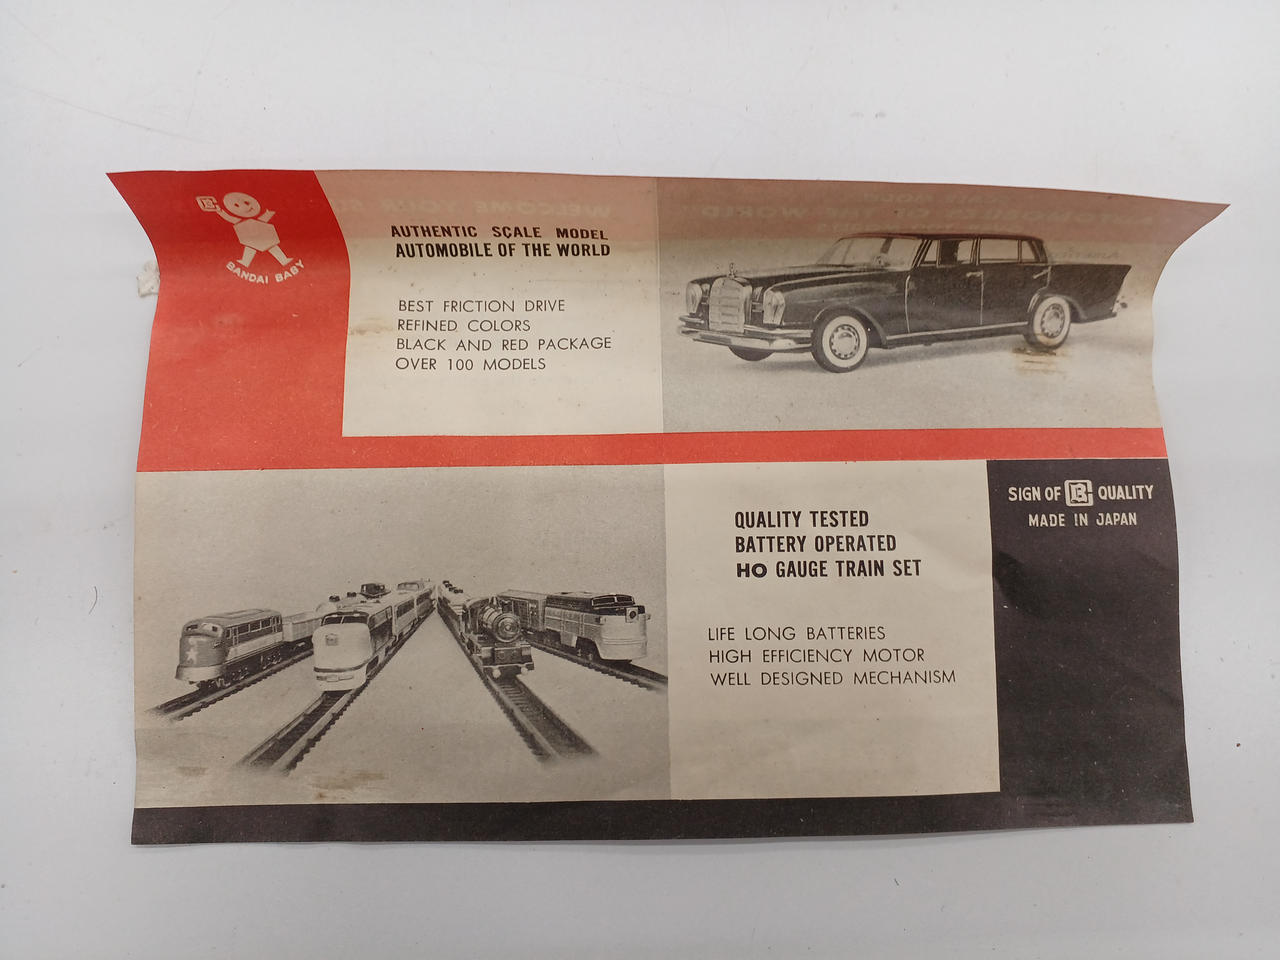 BANDAI BABY
AUTHENTIC SCALE MODEL
AUTOMOBILE OF THE WORLD
BEST FRICTION DRIVE
REFINED COLORS
BLACK AND RED PACKAGE
OVER 100 MODELS
QUALITY TESTED
BATTERY OPERATED
HO GAUGE TRAIN SET
LIFE LONG BATTERIES
HIGH EFFICIENCY MOTOR
WELL DESIGNED MECHANISM
SIGN OF B QUALITY
MADE IN JAPAN